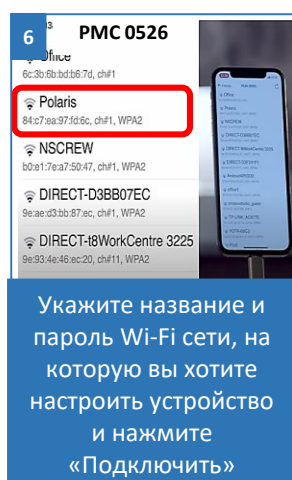 6
PMC 0526
Office
6c:3b:6b:bd:b6:7d, ch#1
Polaris
84:c7:ea:97:fd:6c, ch#1, WPA2
NSCREW
b0:e1:7e:a7:50:47, ch#1, WPA2
DIRECT-D3BB07EC
9e:ae:d3:bb:87:ec, ch#1, WPA2
DIRECT-t8WorkCentre 3225
9e:93:4e:46:ec:20, ch#11, WPA2
Укажите название и
пароль Wi-Fi сети, на
которую вы хотите
настроить устройство
и нажмите
«Подключить»